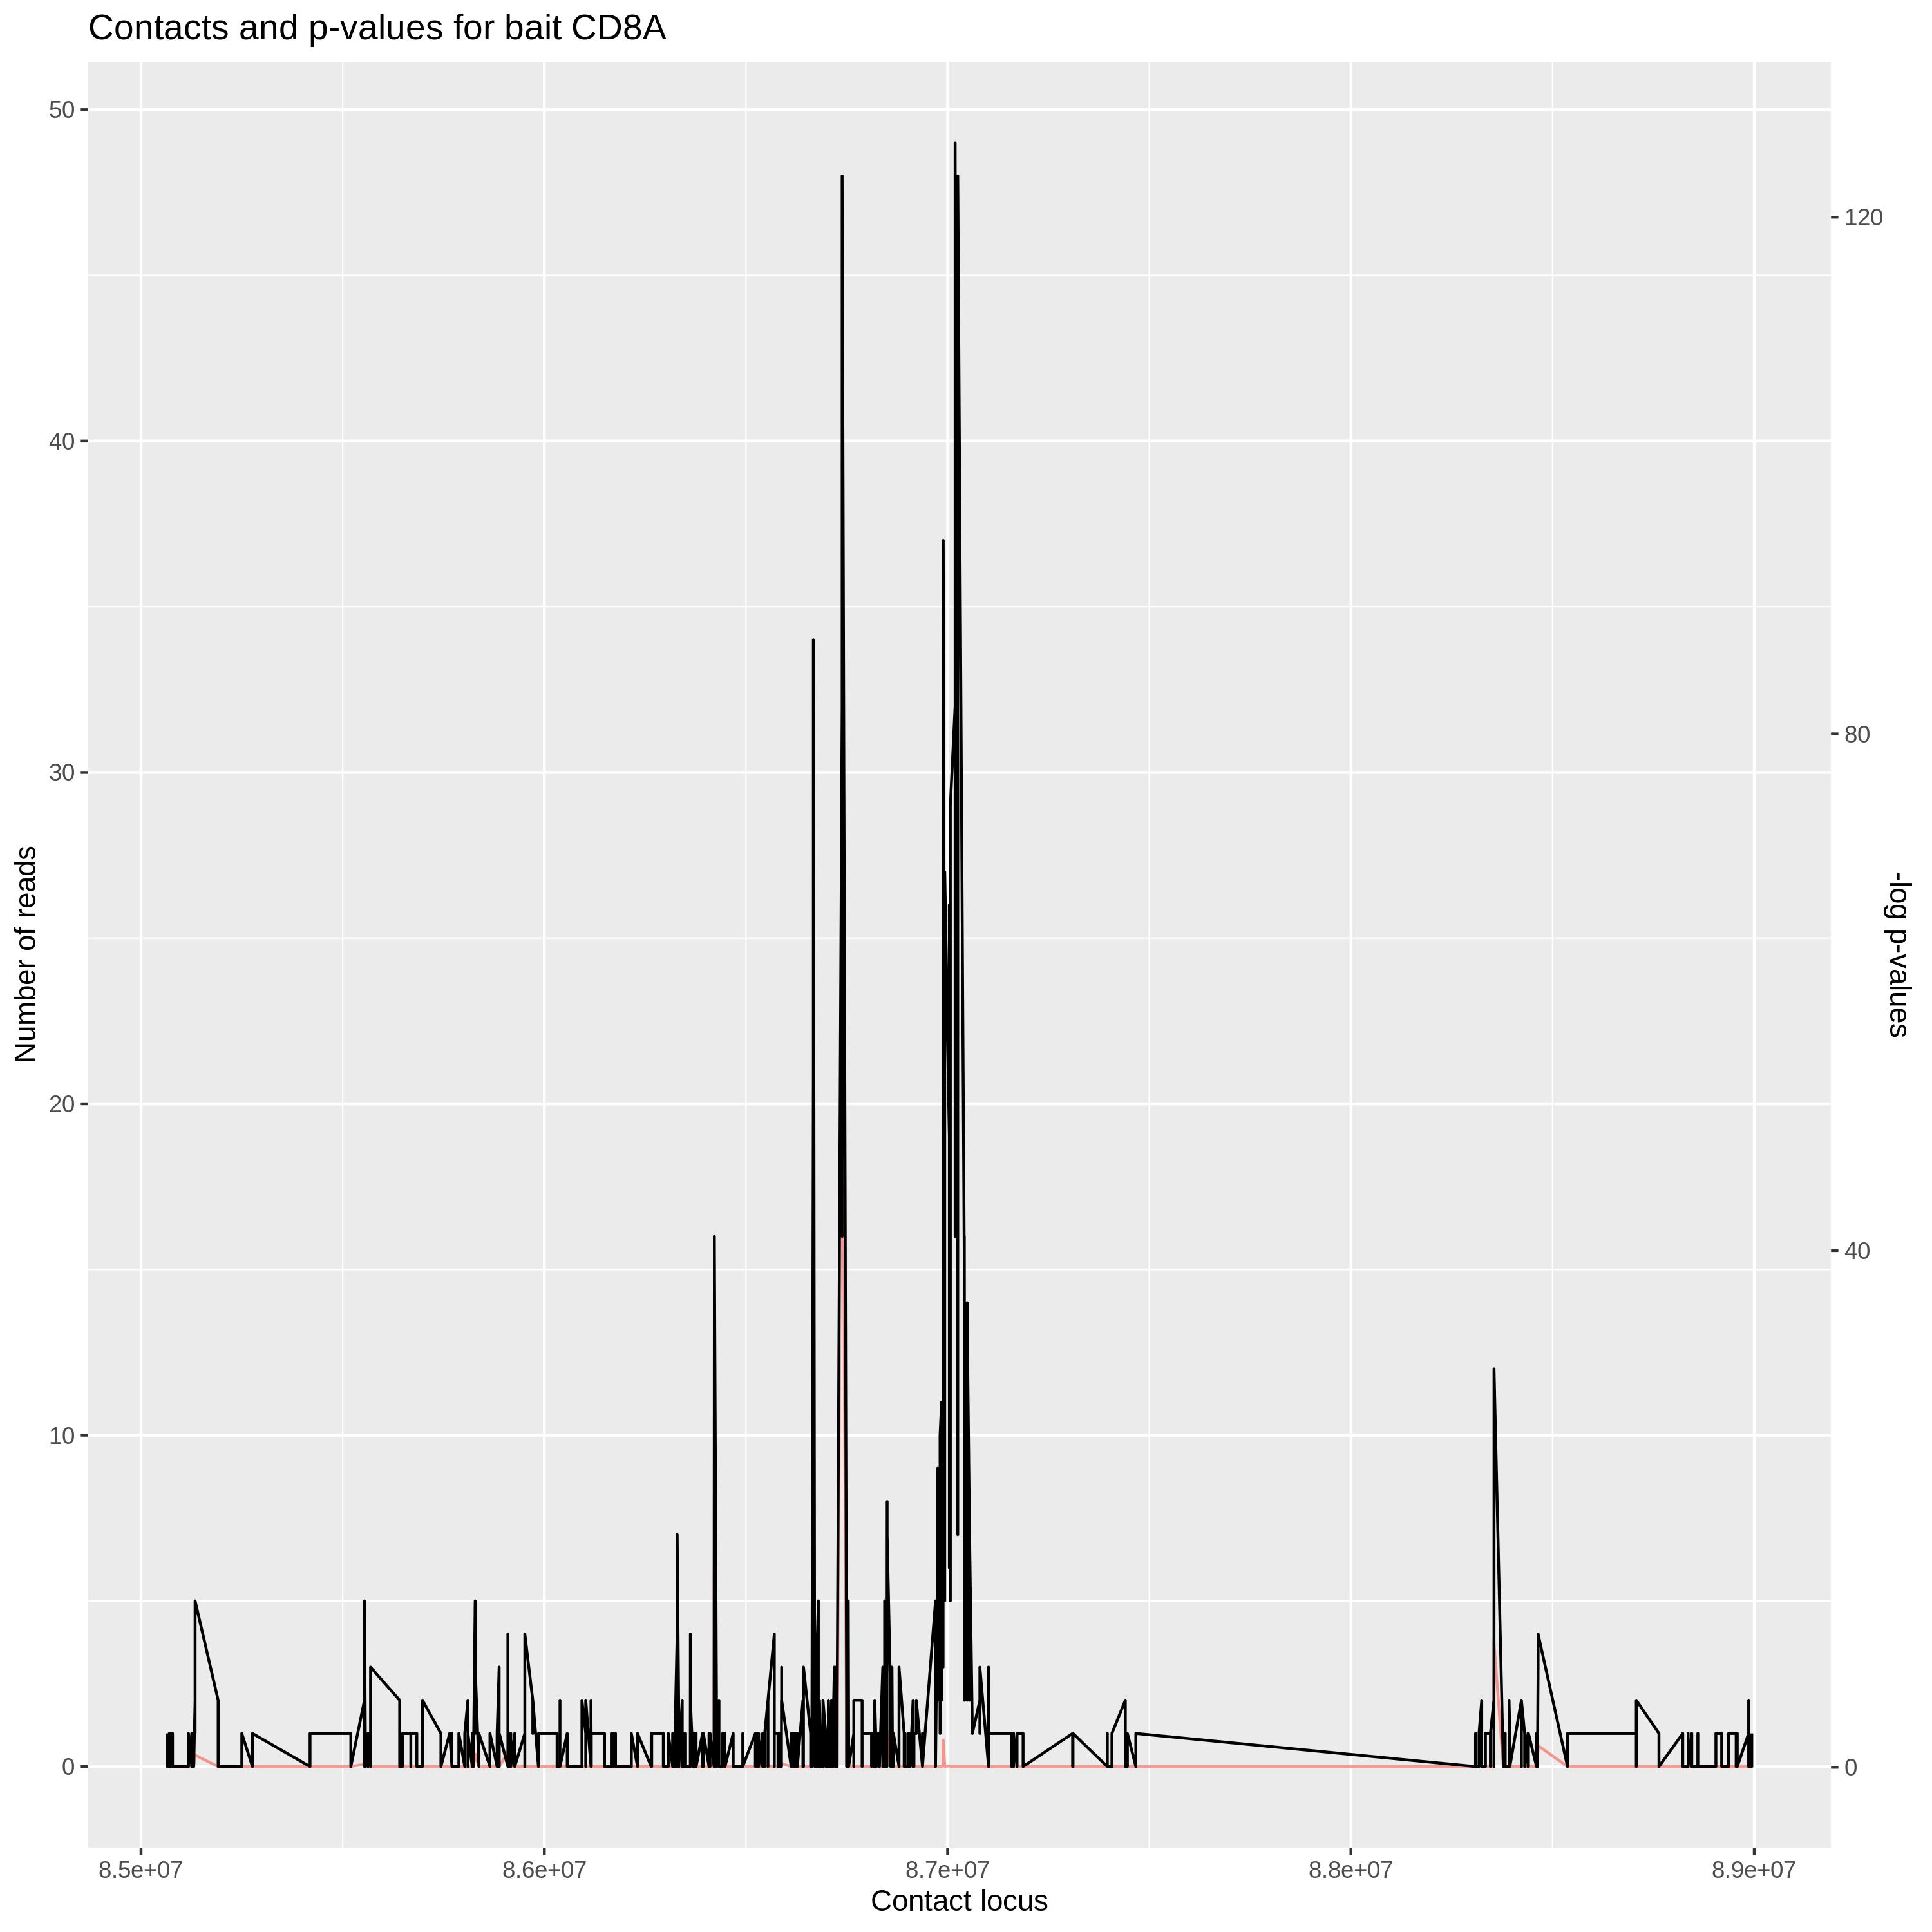 Contacts and p-values for bait CD8A
50
40
30
20
10
0
120
80
40
0
Number of reads
-log p-values
8.5e+07 8.6e+07 8.7e+07 8.8e+07 8.9e+07
Contact locus